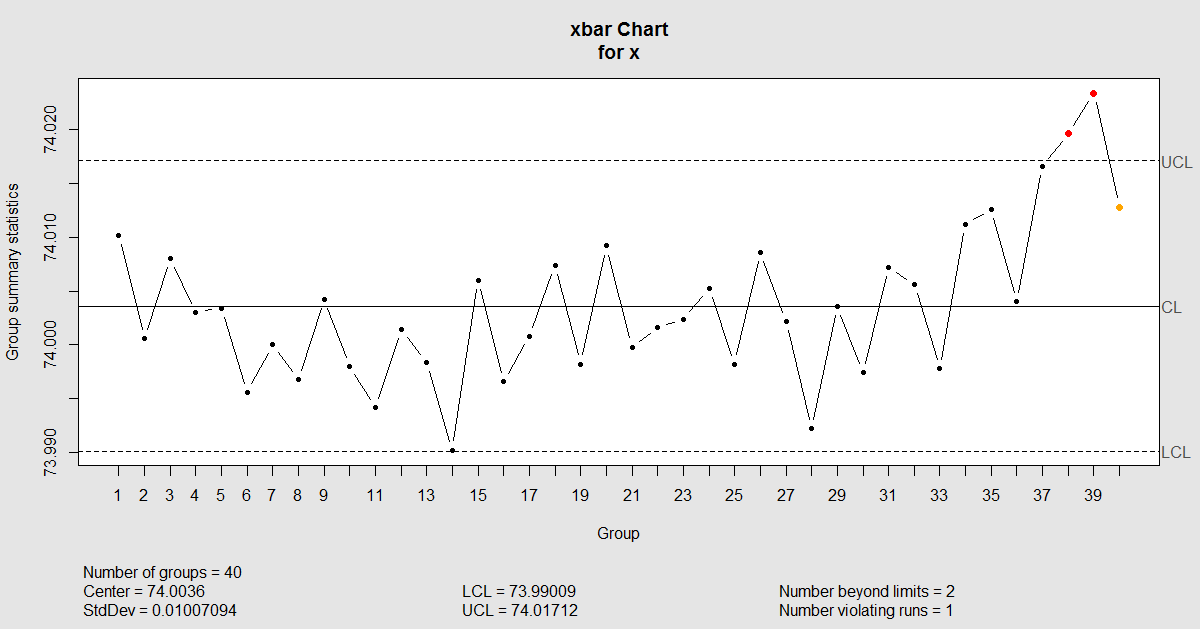 xbar Chart
for x
Group summary statistics
74.020
74.010
74.000
73.990
UCL
CL
LCL
1 2 3 4 5 6 7 8 9 11 13 15 17 19 21 23 25 27 29 31 33 35 37 39
Group
Number of groups = 40
Center = 74.0036 LCL = 73.99009 Number beyond limits = 2
StdDev = 0.01007094 UCL = 74.01712 Number violating runs = 1